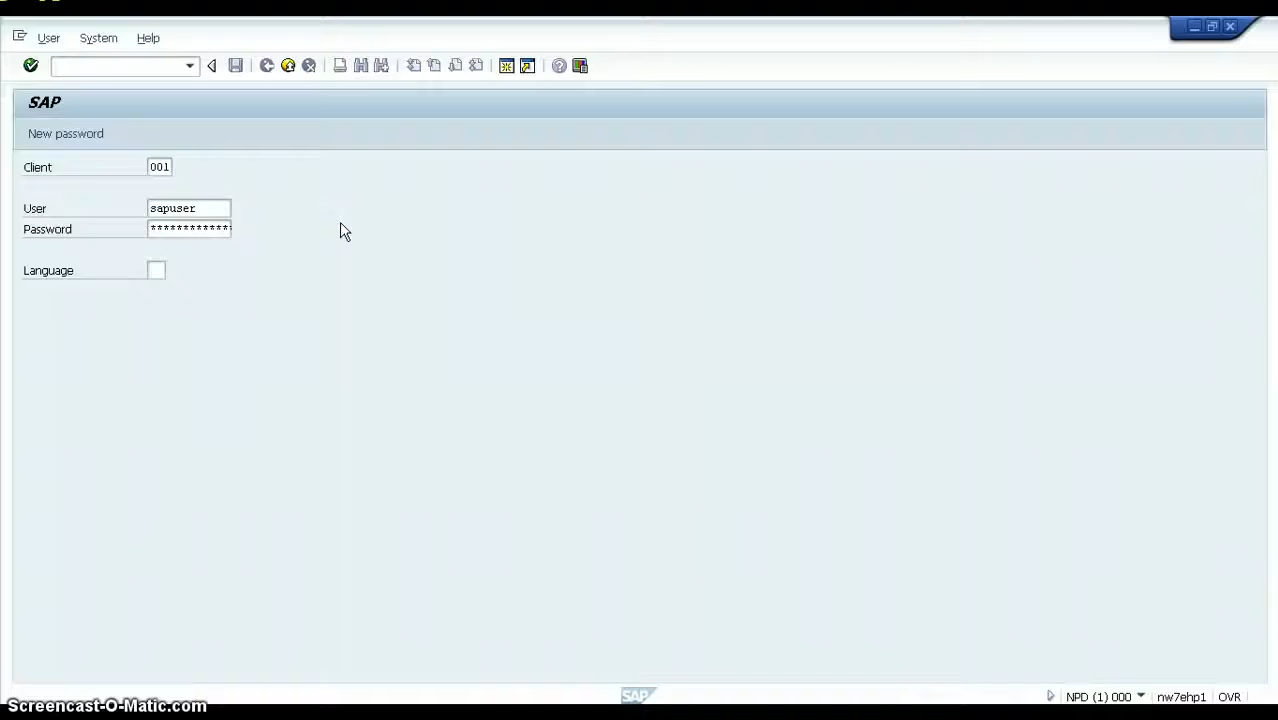 User System Help
SAP
New password
Client 001
User sapuser
Password *************
Language
SAP
NPD (1) 000 nw7ehp1 OVR
Screencast-O-Matic.com